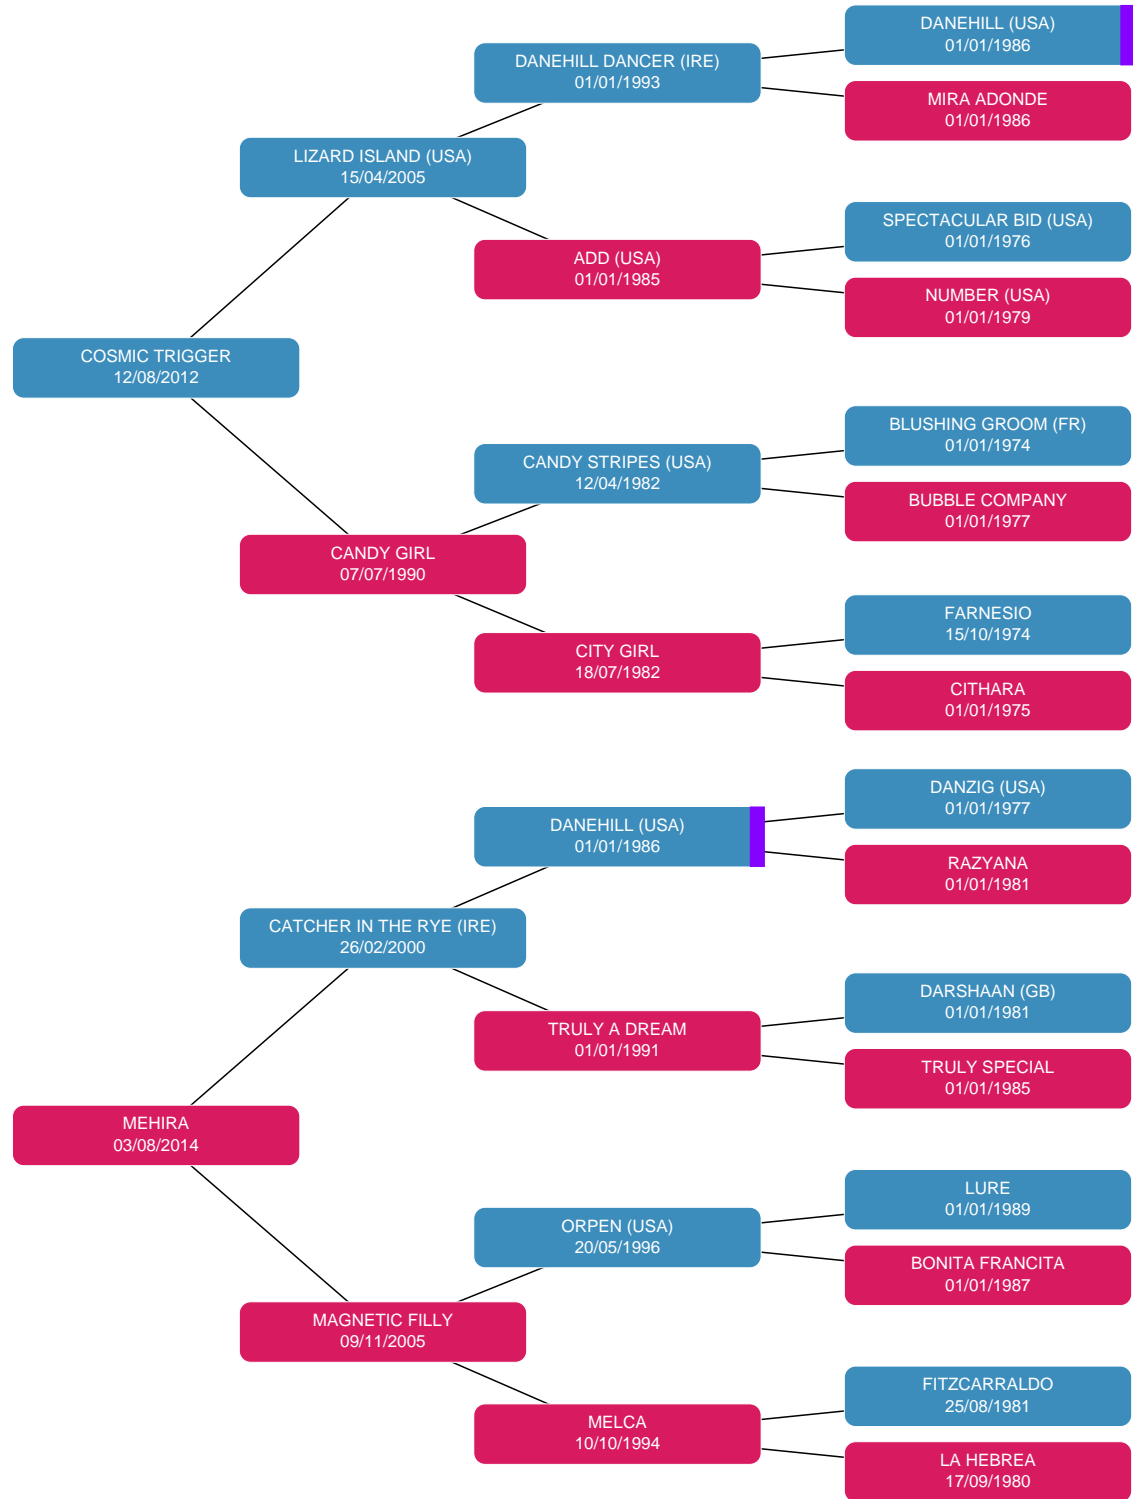 DANEHILL (USA)
01/01/1986
DANEHILL DANCER (IRE)
01/01/1993
MIRA ADONDE
01/01/1986
LIZARD ISLAND (USA)
15/04/2005
SPECTACULAR BID (USA)
01/01/1976
ADD (USA)
01/01/1985
NUMBER (USA)
01/01/1979
COSMIC TRIGGER
12/08/2012
BLUSHING GROOM (FR)
01/01/1974
CANDY STRIPES (USA)
12/04/1982
BUBBLE COMPANY
01/01/1977
CANDY GIRL
07/07/1990
FARNESIO
15/10/1974
CITY GIRL
18/07/1982
CITHARA
01/01/1975
DANZIG (USA)
01/01/1977
DANEHILL (USA)
01/01/1986
RAZYANA
01/01/1981
CATCHER IN THE RYE (IRE)
26/02/2000
DARSHAAN (GB)
01/01/1981
TRULY A DREAM
01/01/1991
TRULY SPECIAL
01/01/1985
MEHIRA
03/08/2014
LURE
01/01/1989
ORPEN (USA)
20/05/1996
BONITA FRANCITA
01/01/1987
MAGNETIC FILLY
09/11/2005
FITZCARRALDO
25/08/1981
MELCA
10/10/1994
LA HEBREA
17/09/1980